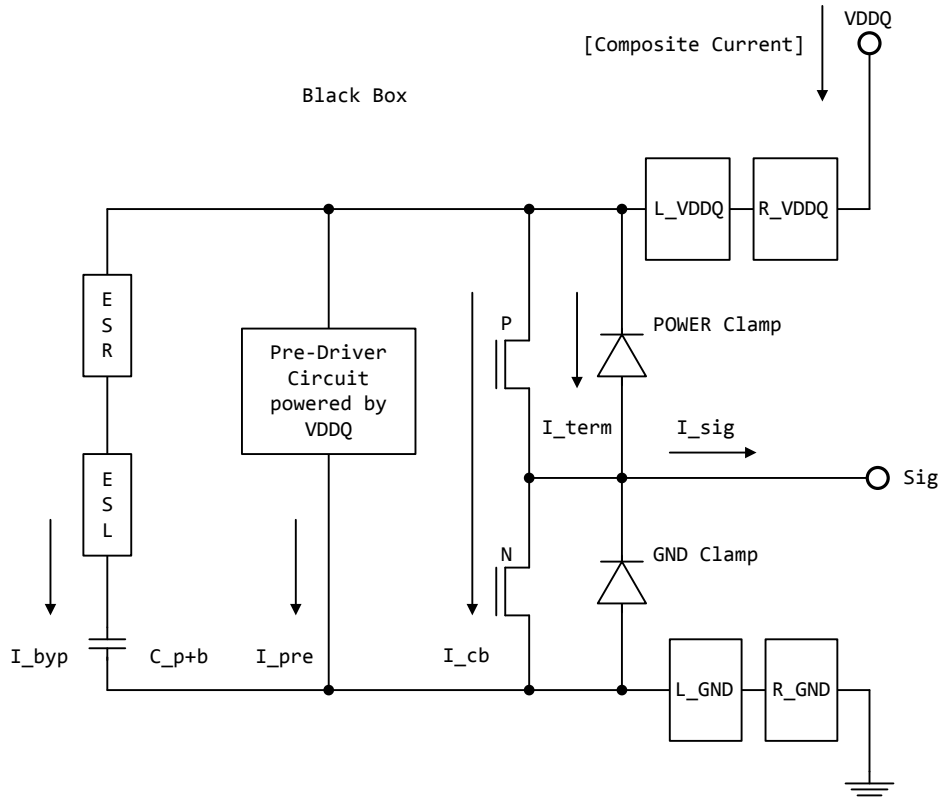 VDDQ
[Composite Current]
Black Box
L_VDDQ
R_VDDQ
E
S
R
P
POWER Clamp
Pre-Driver
Circuit
powered by
VDDQ
I_term
I_sig
E
S
L
Sig
N
GND Clamp
I_byp
C_p+b
I_pre
I_cb
L_GND
R_GND